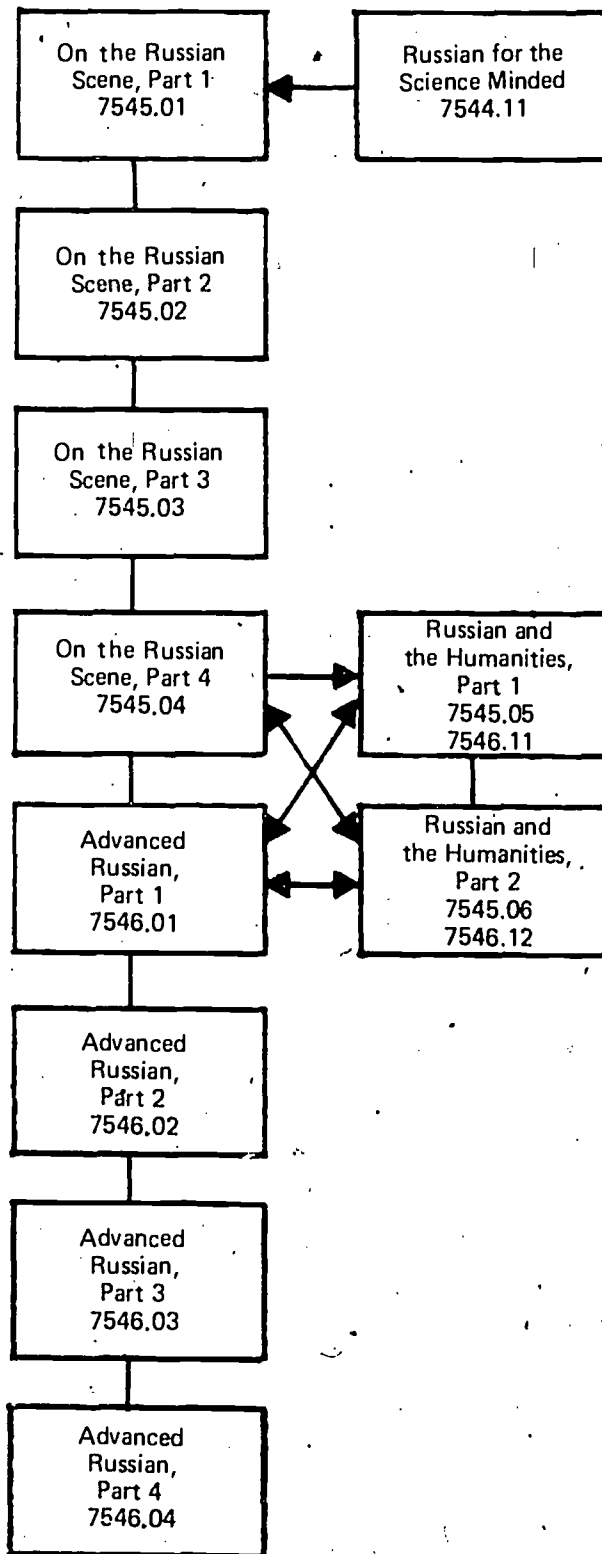 On the Russian
Scene, Part 1
7545.01
Russian for the
Science Minded
7544.11
On the Russian
Scene, Part 2
7545.02
On the Russian
Scene, Part 3
7545.03
On the Russian
Scene, Part 4
7545.04
Russian and
the Humanities,
Part 1
7545.05
7546.11
Advanced
Russian,
Part 1
7546.01
Russian and
the Humanities,
Part 2
7545.06
7546.12
Advanced
Russian,
Part 2
7546.02
Advanced
Russian,
Part 3
7546.03
Advanced
Russian,
Part 4
7546.04